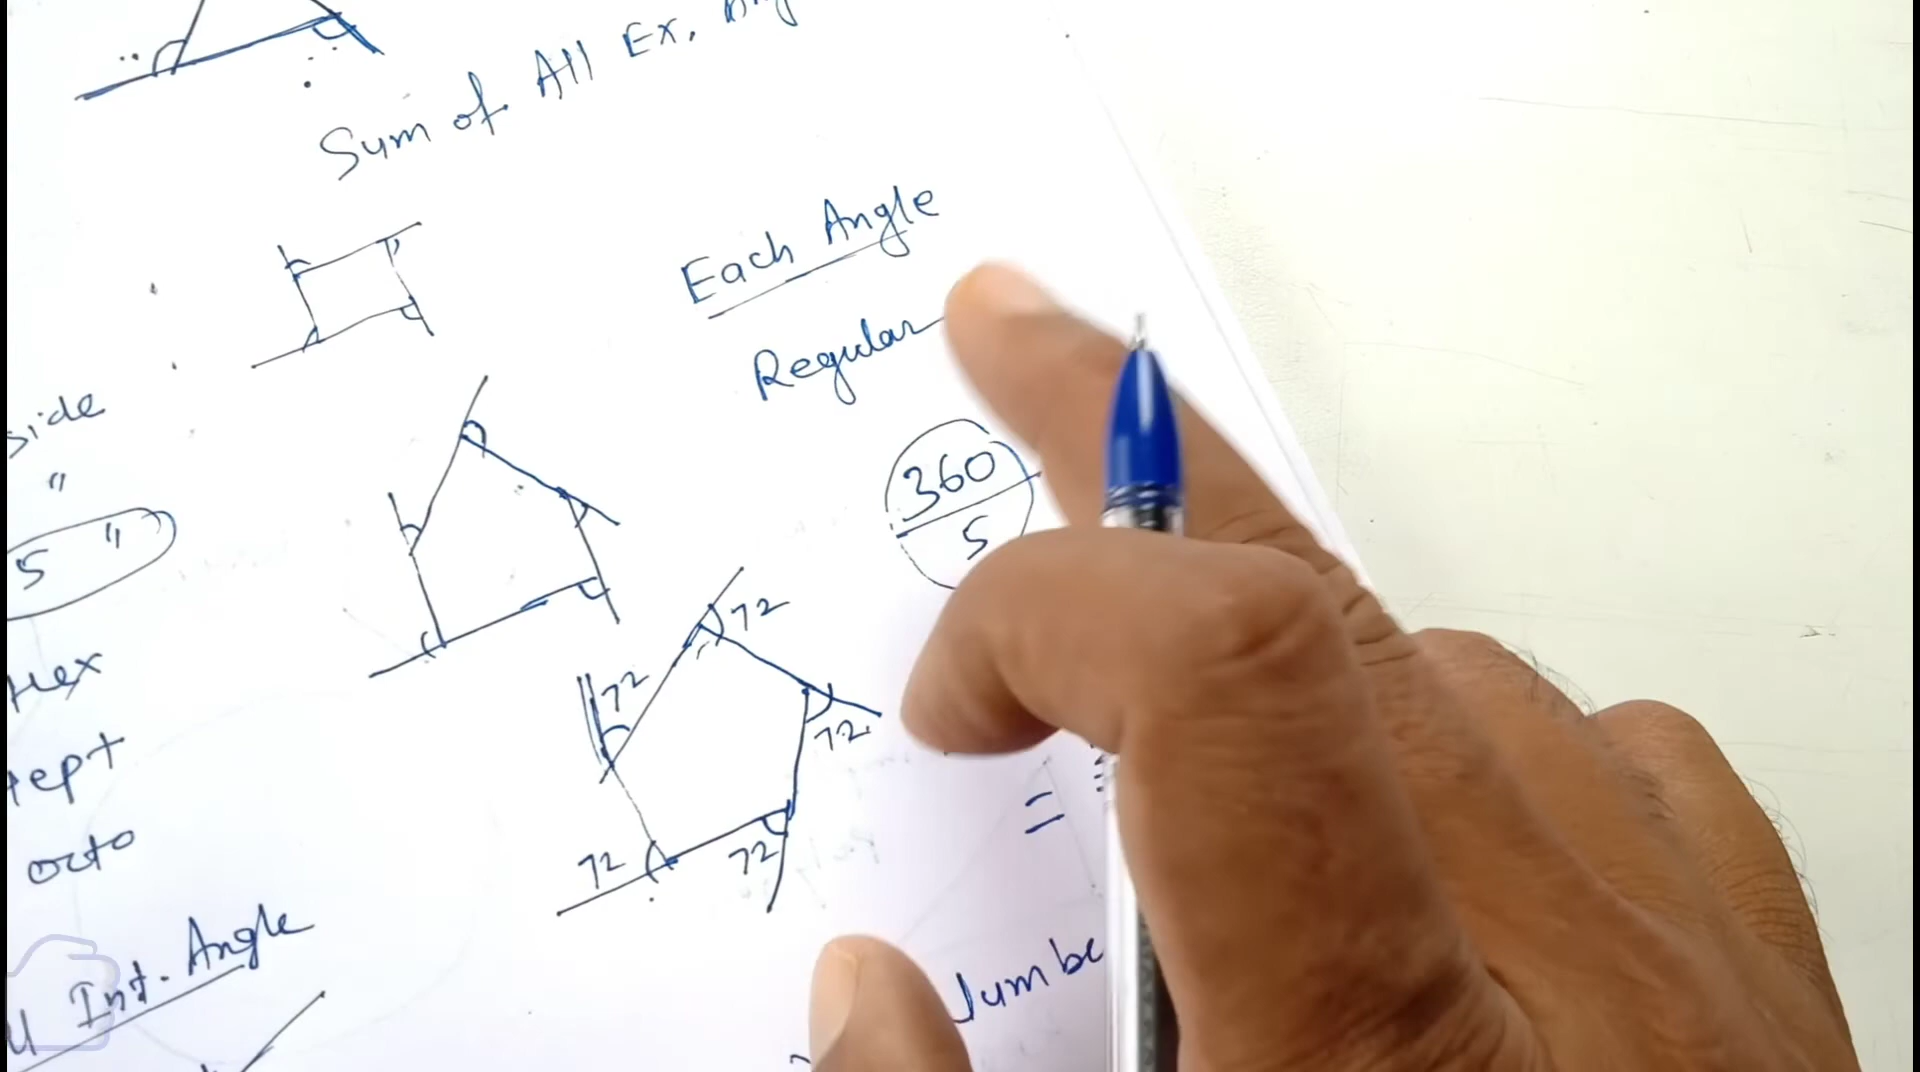 Sum of All Ex.
Each Angle
Regular
side
"
5 "
360
5
72
72
72
72
72
Hex
Hept
octo
=
Int. Angle